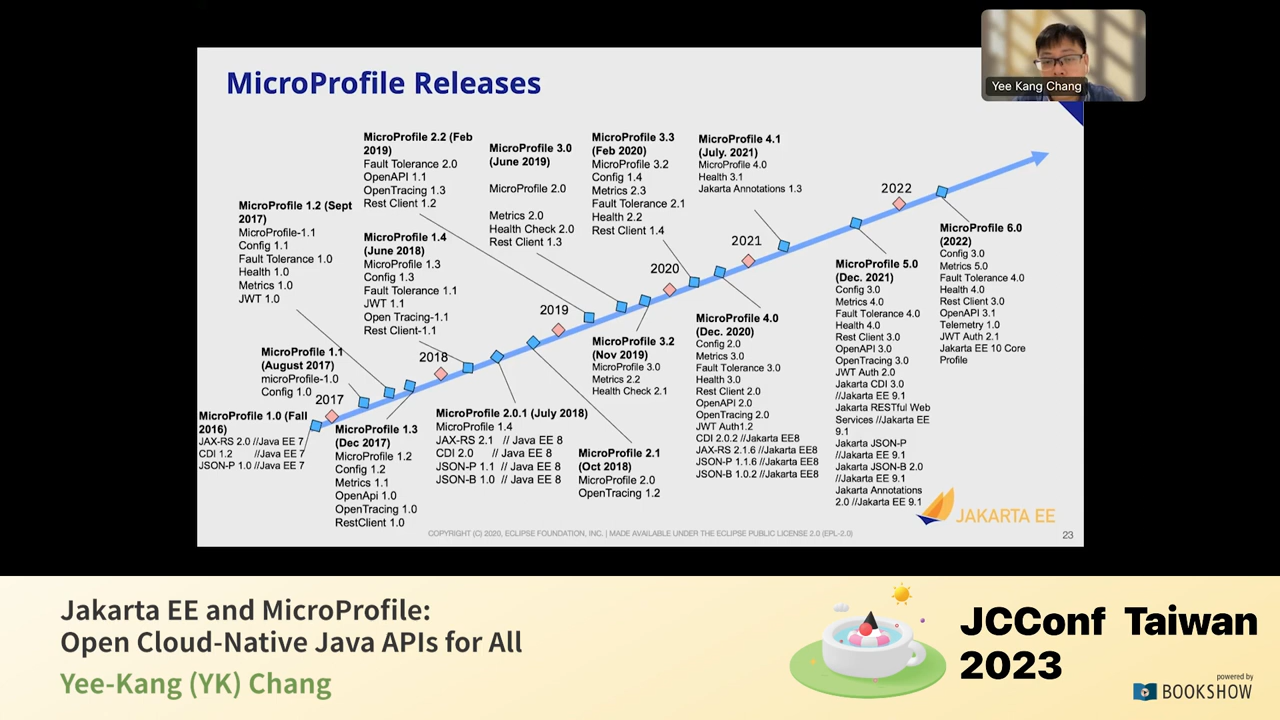 MicroProfile Releases
Yee Kang Chang
MicroProfile 1.0 (Fall
2016)
JAX-RS 2.0 //Java EE 7
CDI 1.2 //Java EE 7
JSON-P 1.0 //Java EE 7
2017
MicroProfile 1.1
(August 2017)
microProfile-1.0
Config 1.0
MicroProfile 1.2 (Sept
2017)
MicroProfile-1.1
Config 1.1
Fault Tolerance 1.0
Health 1.0
Metrics 1.0
JWT 1.0
MicroProfile 1.3
(Dec 2017)
MicroProfile 1.2
Config 1.2
Metrics 1.1
OpenApi 1.0
OpenTracing 1.0
RestClient 1.0
2018
MicroProfile 1.4
(June 2018)
MicroProfile 1.3
Config 1.3
Fault Tolerance 1.1
JWT 1.1
Open Tracing-1.1
Rest Client-1.1
MicroProfile 2.0.1 (July 2018)
MicroProfile 1.4
JAX-RS 2.1 // Java EE 8
CDI 2.0 // Java EE 8
JSON-P 1.1 // Java EE 8
JSON-B 1.0 // Java EE 8
MicroProfile 2.1
(Oct 2018)
MicroProfile 2.0
OpenTracing 1.2
2019
MicroProfile 2.2 (Feb
2019)
Fault Tolerance 2.0
OpenAPI 1.1
OpenTracing 1.3
Rest Client 1.2
MicroProfile 3.0
(June 2019)
MicroProfile 2.0
Metrics 2.0
Health Check 2.0
Rest Client 1.3
MicroProfile 3.2
(Nov 2019)
MicroProfile 3.0
Metrics 2.2
Health Check 2.1
2020
MicroProfile 3.3
(Feb 2020)
MicroProfile 3.2
Config 1.4
Metrics 2.3
Fault Tolerance 2.1
Health 2.2
Rest Client 1.4
MicroProfile 4.0
(Dec. 2020)
Config 2.0
Metrics 3.0
Fault Tolerance 3.0
Health 3.0
Rest Client 2.0
OpenAPI 2.0
OpenTracing 2.0
JWT Auth1.2
CDI 2.0.2 //Jakarta EE8
JAX-RS 2.1.6 //Jakarta EE8
JSON-P 1.1.6 //Jakarta EE8
JSON-B 1.0.2 //Jakarta EE8
2021
MicroProfile 4.1
(July. 2021)
MicroProfile 4.0
Health 3.1
Jakarta Annotations 1.3
MicroProfile 5.0
(Dec. 2021)
Config 3.0
Metrics 4.0
Fault Tolerance 4.0
Health 4.0
Rest Client 3.0
OpenAPI 3.0
OpenTracing 3.0
JWT Auth 2.0
Jakarta CDI 3.0
//Jakarta EE 9.1
Jakarta RESTful Web
Services //Jakarta EE
9.1
Jakarta JSON-P
//Jakarta EE 9.1
Jakarta JSON-B 2.0
//Jakarta EE 9.1
Jakarta Annotations
2.0 //Jakarta EE 9.1
2022
MicroProfile 6.0
(2022)
Config 3.0
Metrics 5.0
Fault Tolerance 4.0
Health 4.0
Rest Client 3.0
OpenAPI 3.1
Telemetry 1.0
JWT Auth 2.1
Jakarta EE 10 Core
Profile
JAKARTA EE
COPYRIGHT (C) 2020, ECLIPSE FOUNDATION, INC. | MADE AVAILABLE UNDER THE ECLIPSE PUBLIC LICENSE 2.0 (EPL-2.0)
23
Jakarta EE and MicroProfile:
Open Cloud-Native Java APIs for All
Yee-Kang (YK) Chang
JCConf Taiwan
2023
powered by
BOOKSHOW